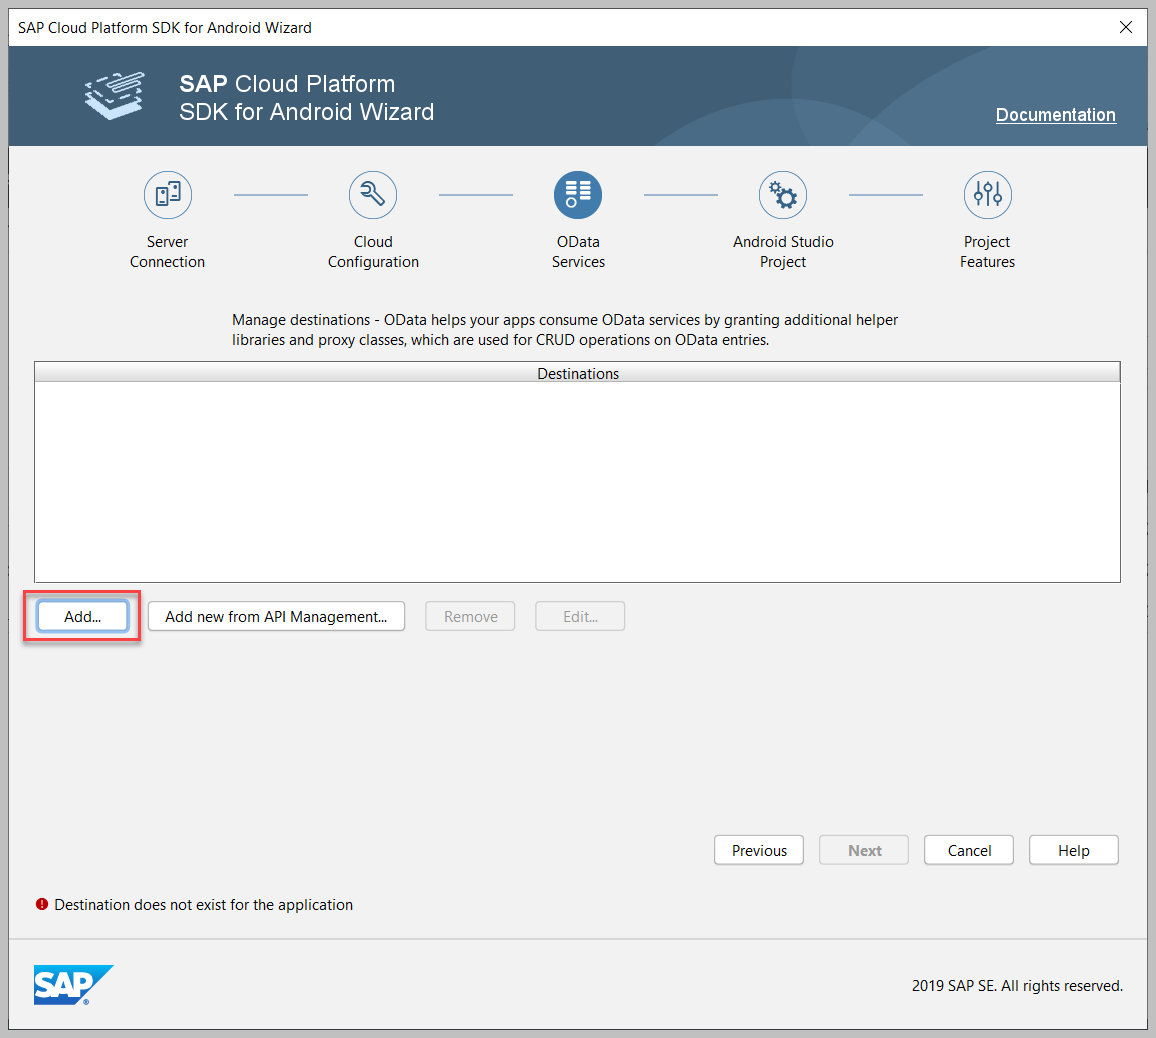 SAP Cloud Platform SDK for Android Wizard
SAP Cloud Platform
SDK for Android Wizard
Documentation
Server
Connection
Cloud
Configuration
OData
Services
Android Studio
Project
Project
Features
Manage destinations - OData helps your apps consume OData services by granting additional helper
libraries and proxy classes, which are used for CRUD operations on OData entries.
Destinations
Add...
Add new from API Management...
Remove
Edit...
Previous
Next
Cancel
Help
Destination does not exist for the application
SAP®
2019 SAP SE. All rights reserved.